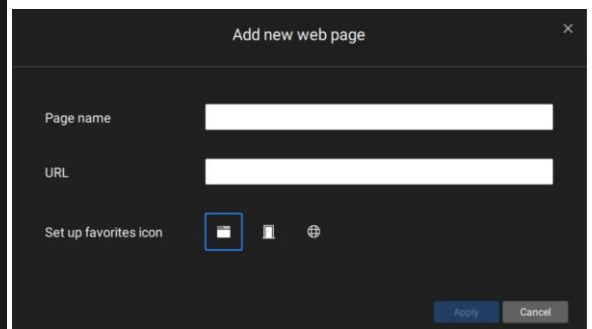 Add new web page
Page name
URL
Set up favorites icon
Apply Cancel